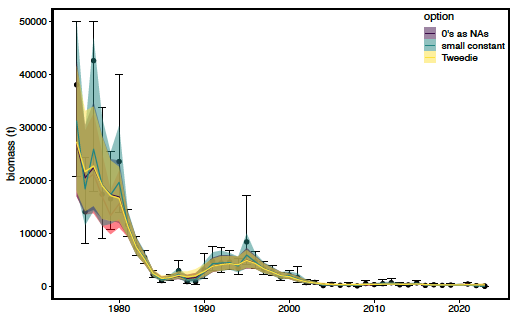 option
0's as NAs
small constant
Tweedie
biomass (t)
50000
40000
30000
20000
10000
0
1980
1990
2000
2010
2020